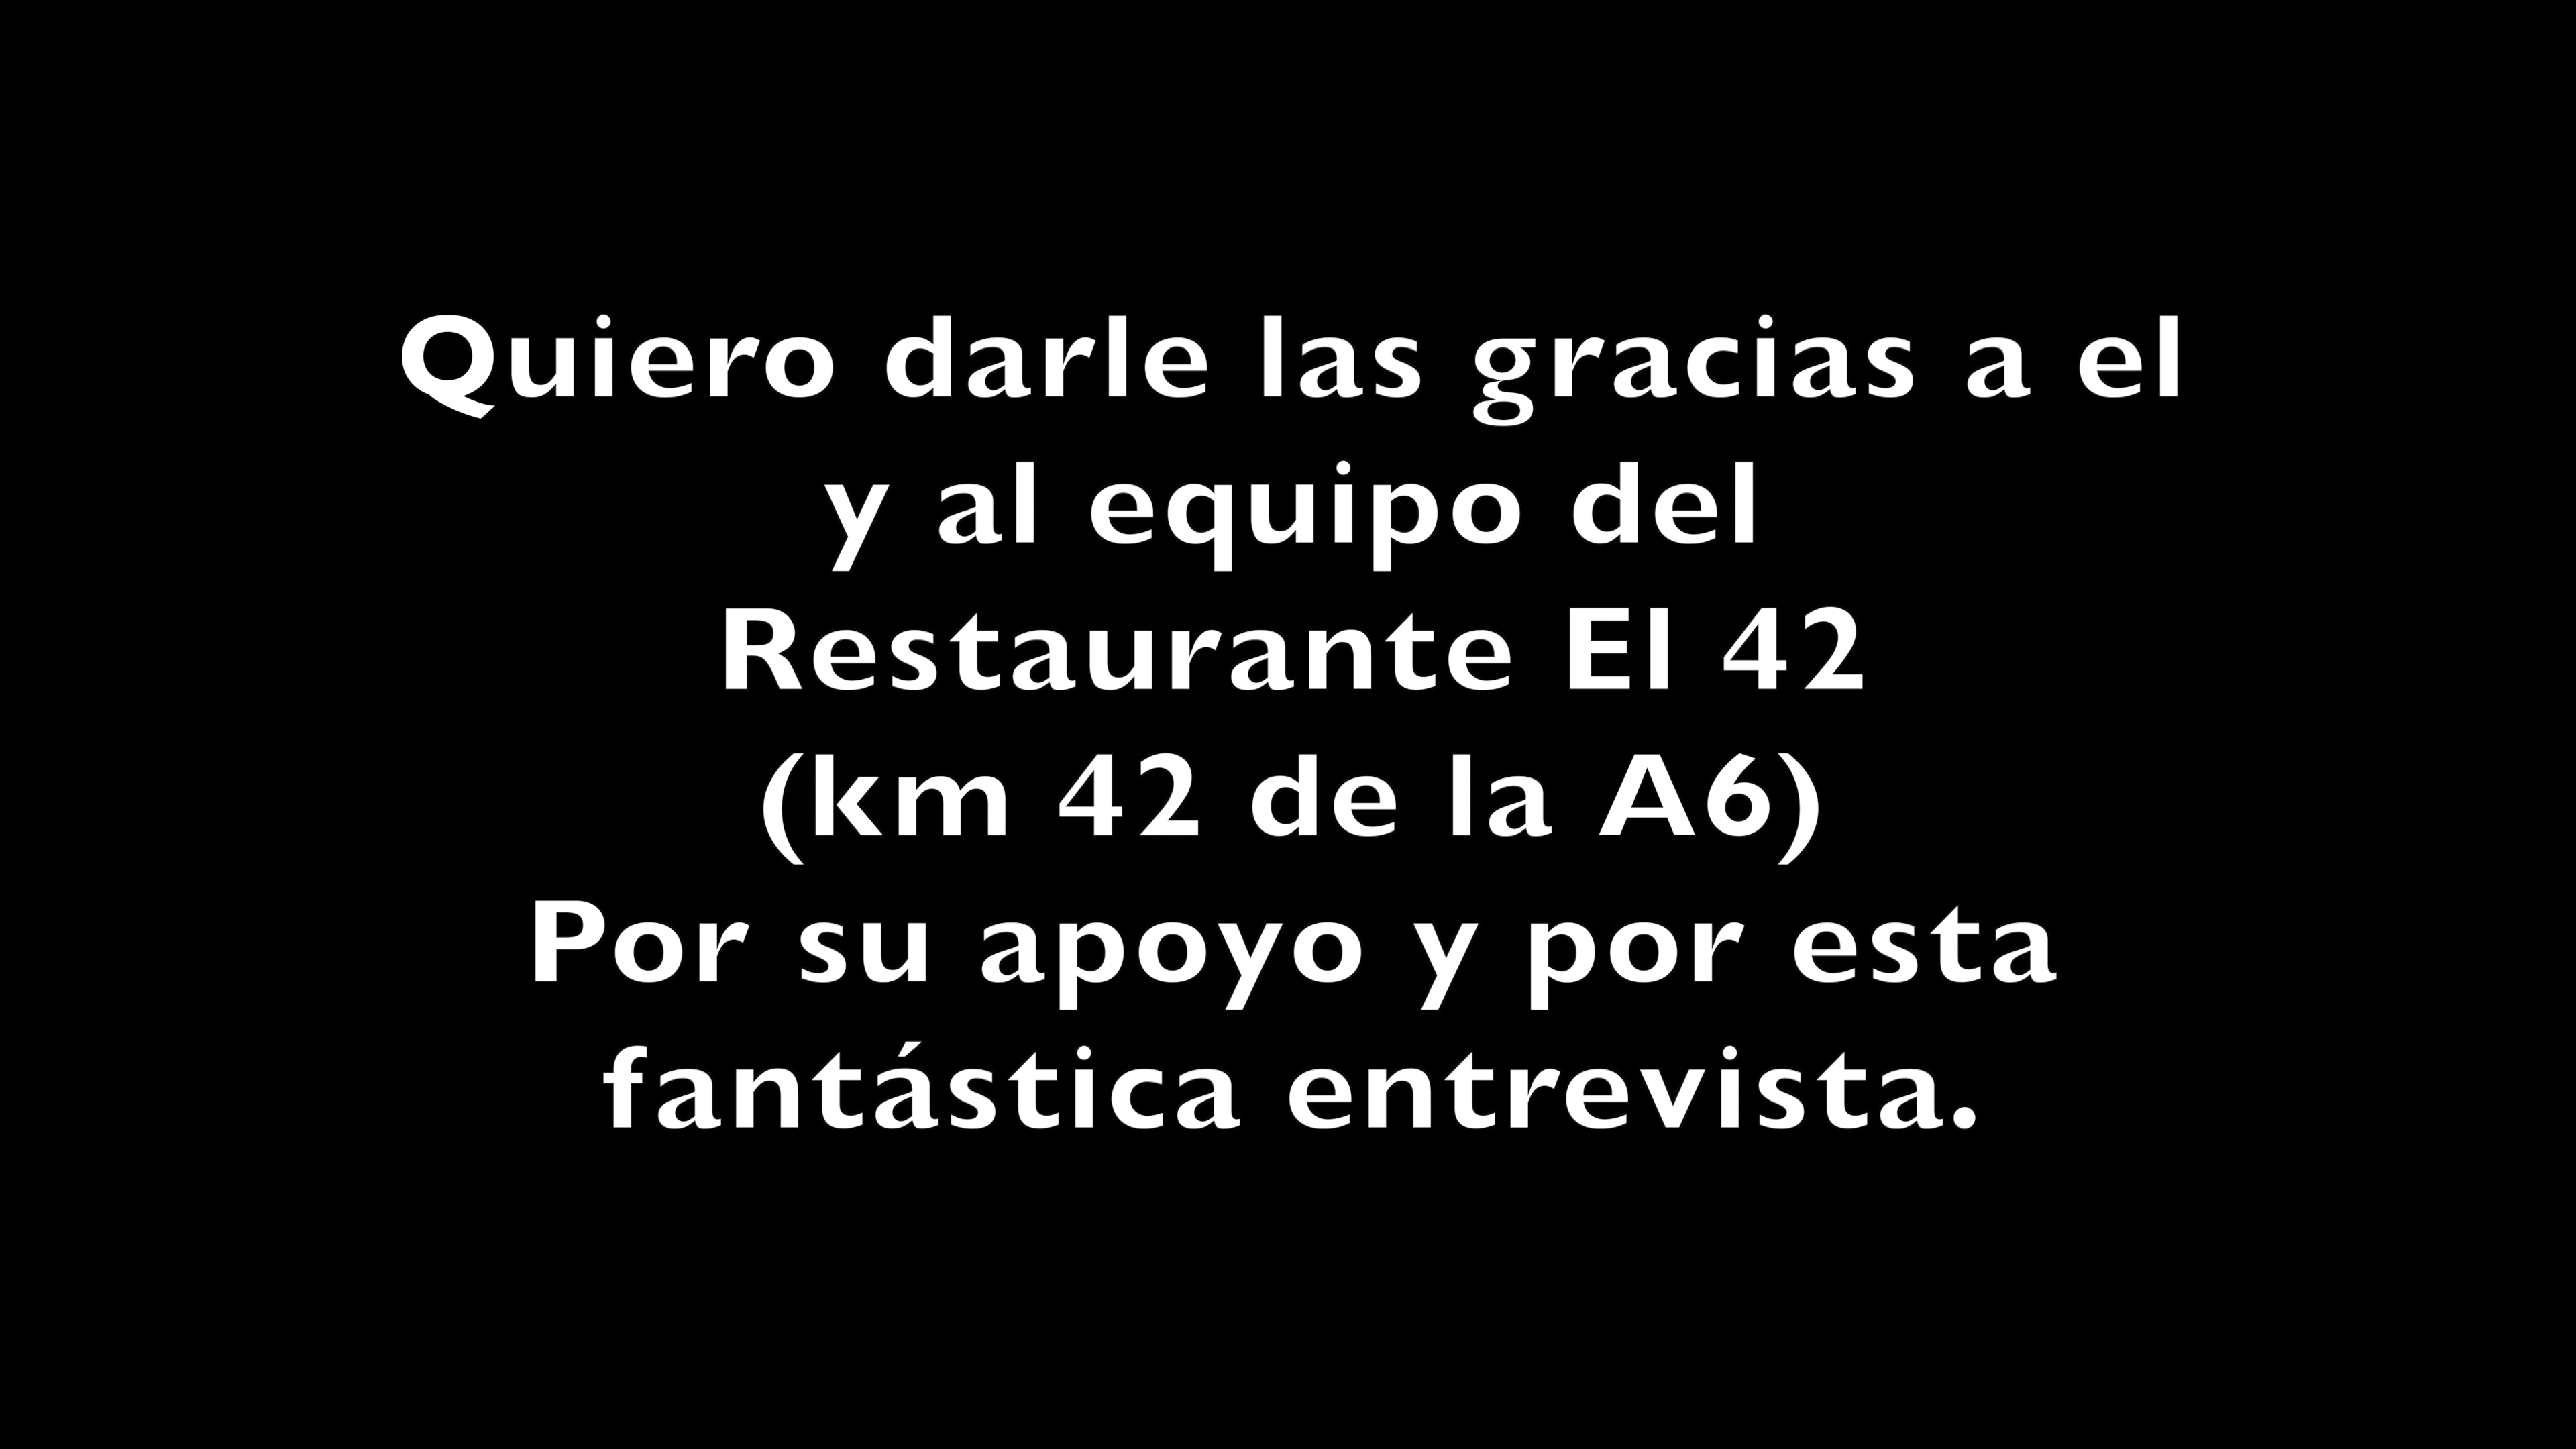 Quiero darle las gracias a el
y al equipo del
Restaurante El 42
(km 42 de la A6)
Por su apoyo y por esta
fantástica entrevista.